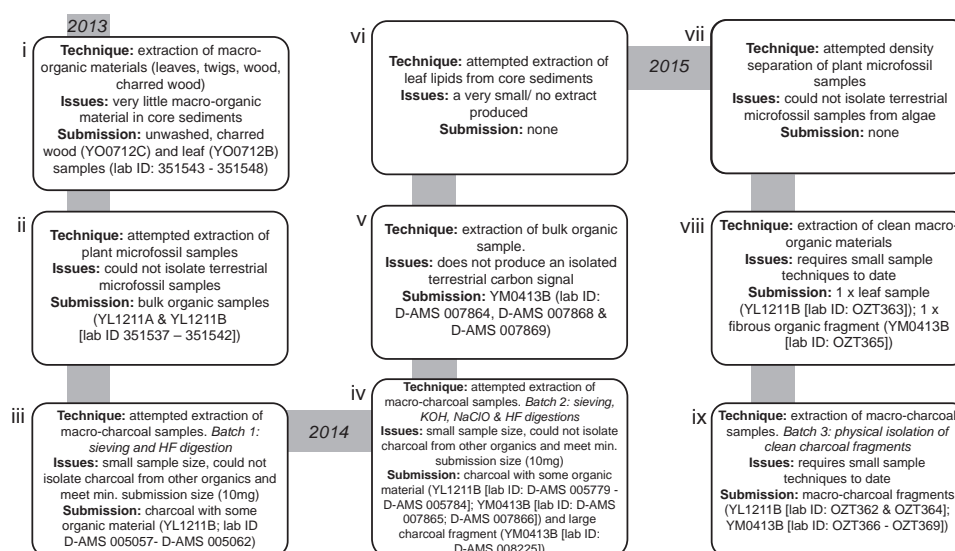 2013
i
Technique: extraction of macro-
organic materials (leaves, twigs, wood,
charred wood)
Issues: very little macro-organic
material in core sediments
Submission: unwashed, charred
wood (YO0712C) and leaf (YO0712B)
samples (lab ID: 351543 - 351548)
ii
Technique: attempted extraction of
plant microfossil samples
Issues: could not isolate terrestrial
microfossil samples
Submission: bulk organic samples
(YL1211A & YL1211B
[lab ID 351537 – 351542])
iii
Technique: attempted extraction of
macro-charcoal samples. Batch 1:
sieving and HF digestion
Issues: small sample size, could not
isolate charcoal from other organics and
meet min. submission size (10mg)
Submission: charcoal with some
organic material (YL1211B; lab ID
D-AMS 005057- D-AMS 005062)
2014
iv
Technique: attempted extraction of
macro-charcoal samples. Batch 2: sieving,
KOH, NaClO & HF digestions
Issues: small sample size, could not isolate
charcoal from other organics and meet min.
submission size (10mg)
Submission: charcoal with some organic
material (YL1211B [lab ID: D-AMS 005779 -
D-AMS 005784]; YM0413B [lab ID: D-AMS
007865; D-AMS 007866]) and large
charcoal fragment (YM0413B [lab ID:
D-AMS 008225])
v
Technique: extraction of bulk organic
sample.
Issues: does not produce an isolated
terrestrial carbon signal
Submission: YM0413B (lab ID:
D-AMS 007864, D-AMS 007868 &
D-AMS 007869)
vi
Technique: attempted extraction of
leaf lipids from core sediments
Issues: a very small/ no extract
produced
Submission: none
2015
vii
Technique: attempted density
separation of plant microfossil
samples
Issues: could not isolate terrestrial
microfossil samples from algae
Submission: none
viii
Technique: extraction of clean macro-
organic materials
Issues: requires small sample
techniques to date
Submission: 1 x leaf sample
(YL1211B [lab ID: OZT363]); 1 x
fibrous organic fragment (YM0413B
[lab ID: OZT365])
ix
Technique: extraction of macro-charcoal
samples. Batch 3: physical isolation of
clean charcoal fragments
Issues: requires small sample
techniques to date
Submission: macro-charcoal fragments
(YL1211B [lab ID: OZT362 & OZT364];
YM0413B [lab ID: OZT366 - OZT369])